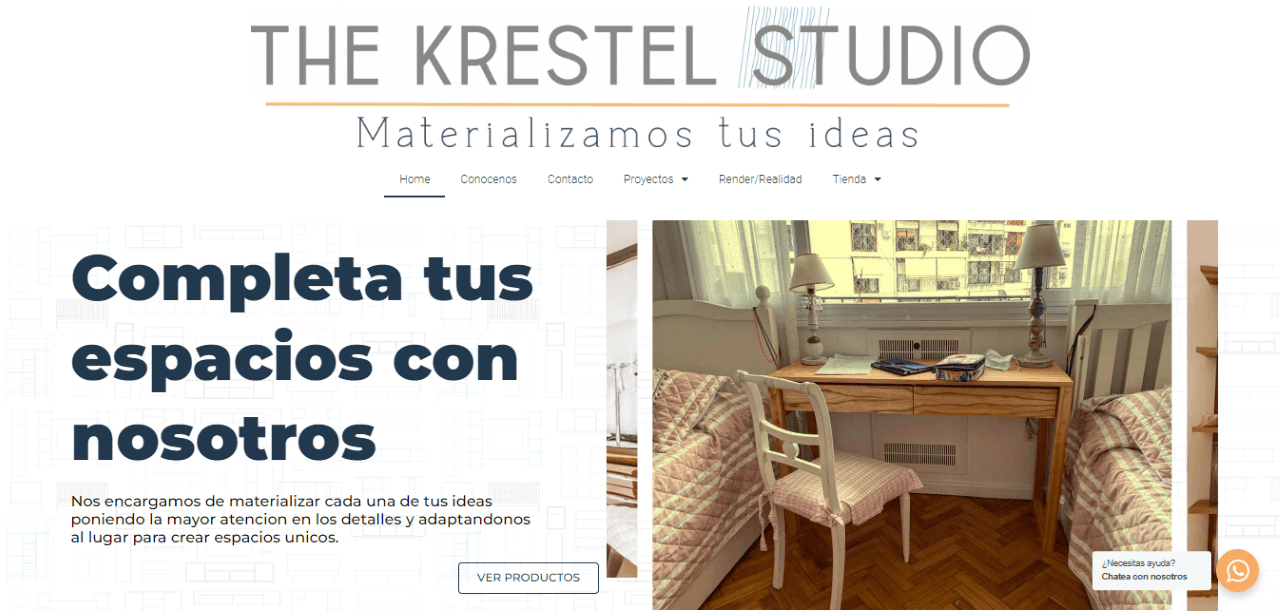 THE KRESTEL STUDIO
Materializamos tus ideas
Home Conocenos Contacto Proyectos Render/Realidad Tienda
Completa tus
espacios con
nosotros
Nos encargamos de materializar cada una de tus ideas
poniendo la mayor atencion en los detalles y adaptandonos
al lugar para crear espacios unicos.
VER PRODUCTOS
¿Necesitas ayuda?
Chatea con nosotros